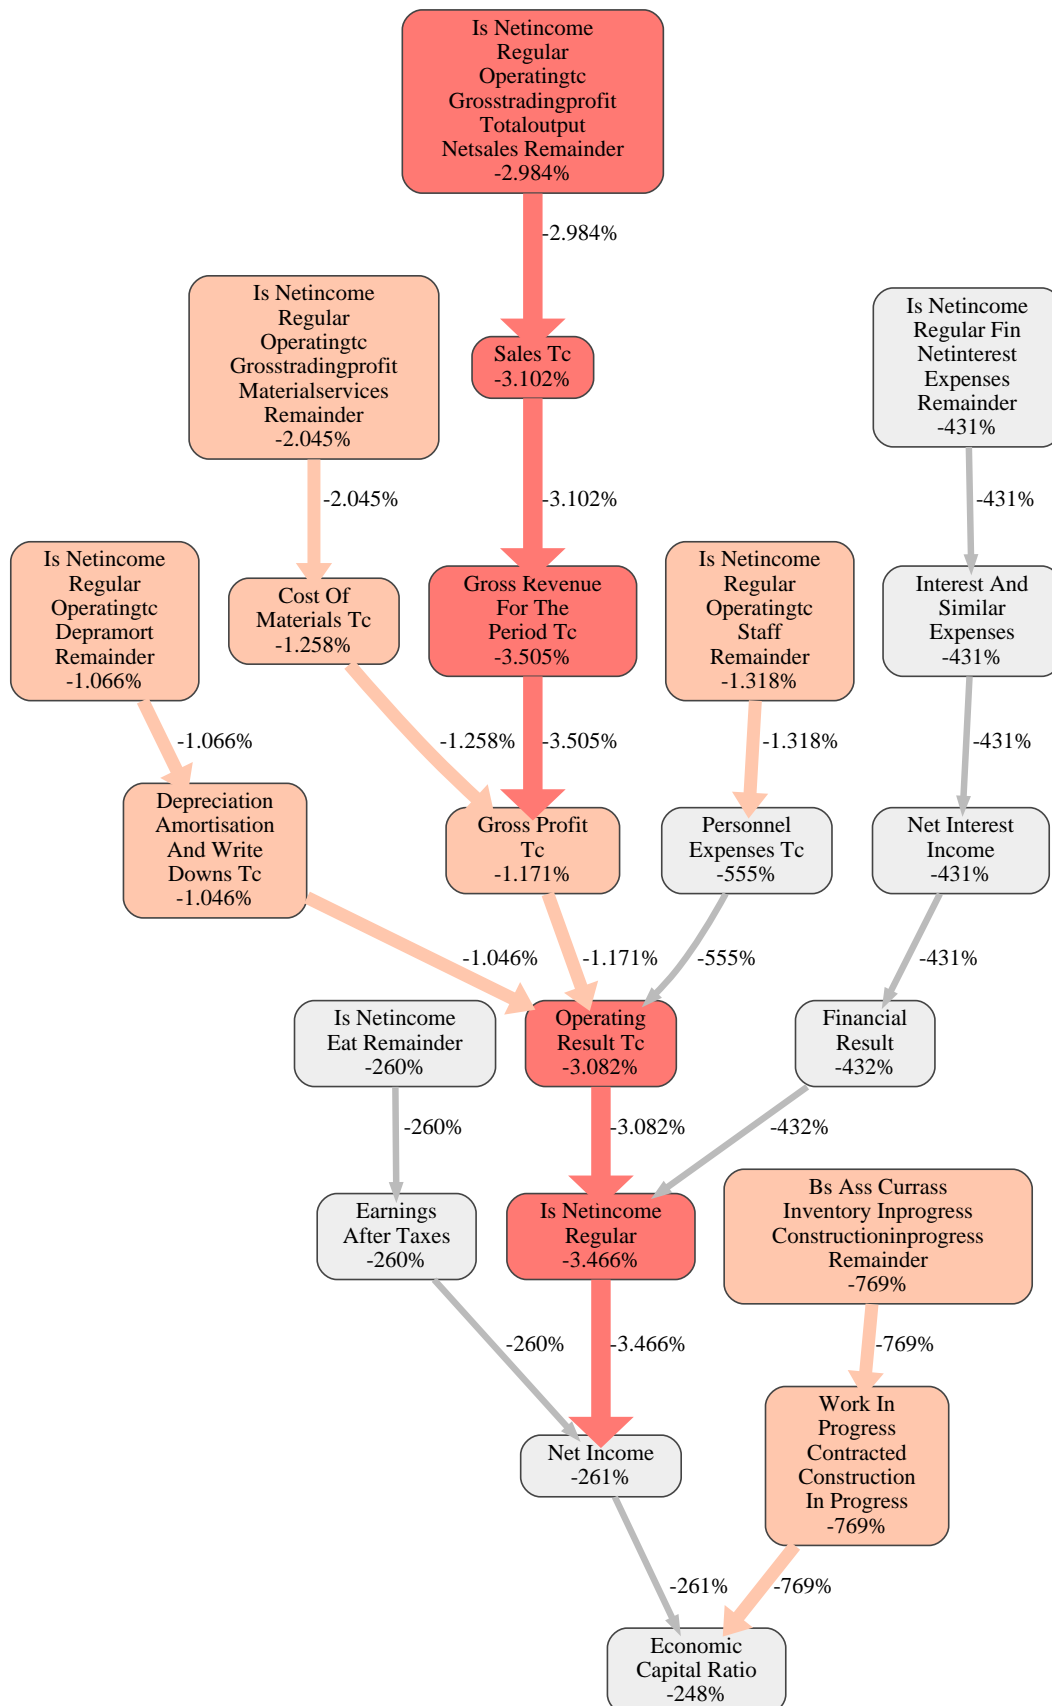 Is Netincome
Regular
Operatingtc
Grosstradingprofit
Totaloutput
Netsales Remainder
-2.984%
-2.984%
Is Netincome
Regular
Operatingtc
Grosstradingprofit
Materialservices
Remainder
-2.045%
Sales Tc
-3.102%
Is Netincome
Regular Fin
Netinterest
Expenses
Remainder
-431%
-2.045%
-3.102%
-431%
Is Netincome
Regular
Operatingtc
Depramort
Remainder
-1.066%
Cost Of
Materials Tc
-1.258%
Gross Revenue
For The
Period Tc
-3.505%
Is Netincome
Regular
Operatingtc
Staff
Remainder
-1.318%
Interest And
Similar
Expenses
-431%
-1.066%
-1.258%
-3.505%
-1.318%
-431%
Depreciation
Amortisation
And Write
Downs Tc
-1.046%
Gross Profit
Tc
-1.171%
Personnel
Expenses Tc
-555%
Net Interest
Income
-431%
-1.046%
-1.171%
-555%
-431%
Is Netincome
Eat Remainder
-260%
Operating
Result Tc
-3.082%
Financial
Result
-432%
-260%
-3.082%
-432%
Earnings
After Taxes
-260%
Is Netincome
Regular
-3.466%
Bs Ass Currass
Inventory Inprogress
Constructioninprogress
Remainder
-769%
-260%
-3.466%
-769%
Net Income
-261%
Work In
Progress
Contracted
Construction
In Progress
-769%
-261%
-769%
Economic
Capital Ratio
-248%